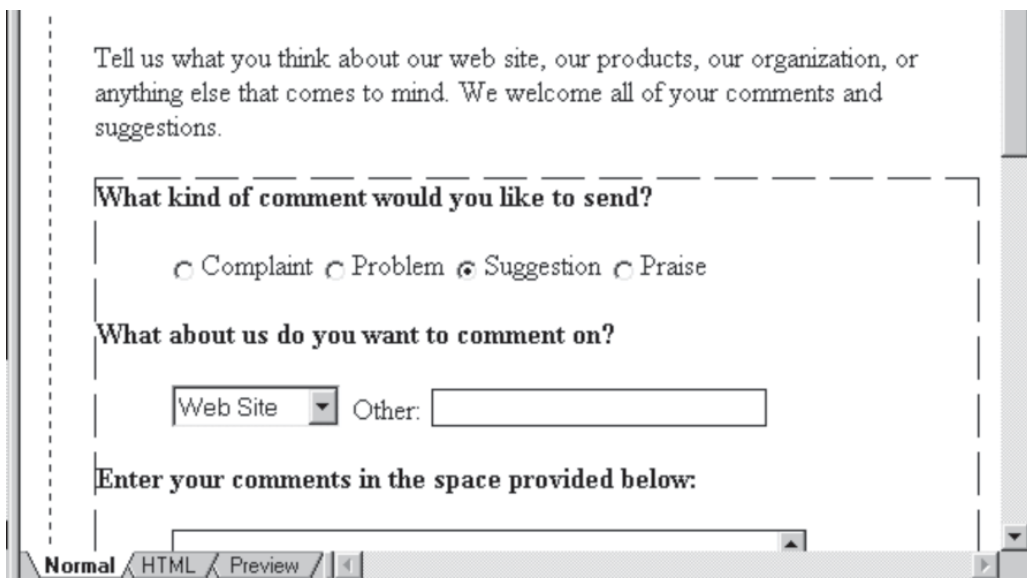 Tell us what you think about our web site, our products, our organization, or
anything else that comes to mind. We welcome all of your comments and
suggestions.
What kind of comment would you like to send?
Complaint Problem Suggestion Praise
What about us do you want to comment on?
Web Site Other:
Enter your comments in the space provided below:
Normal HTML Preview